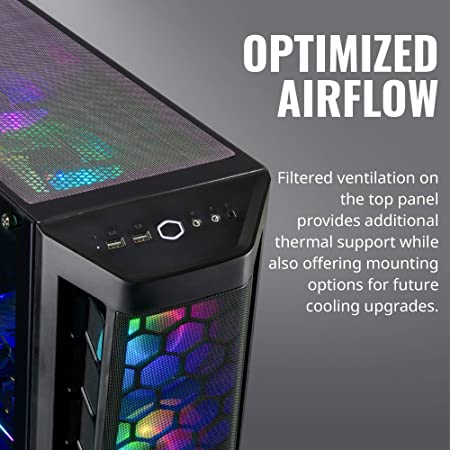 OPTIMIZED
AIRFLOW
Filtered ventilation on
the top panel
provides additional
thermal support while
also offering mounting
options for future
cooling upgrades.